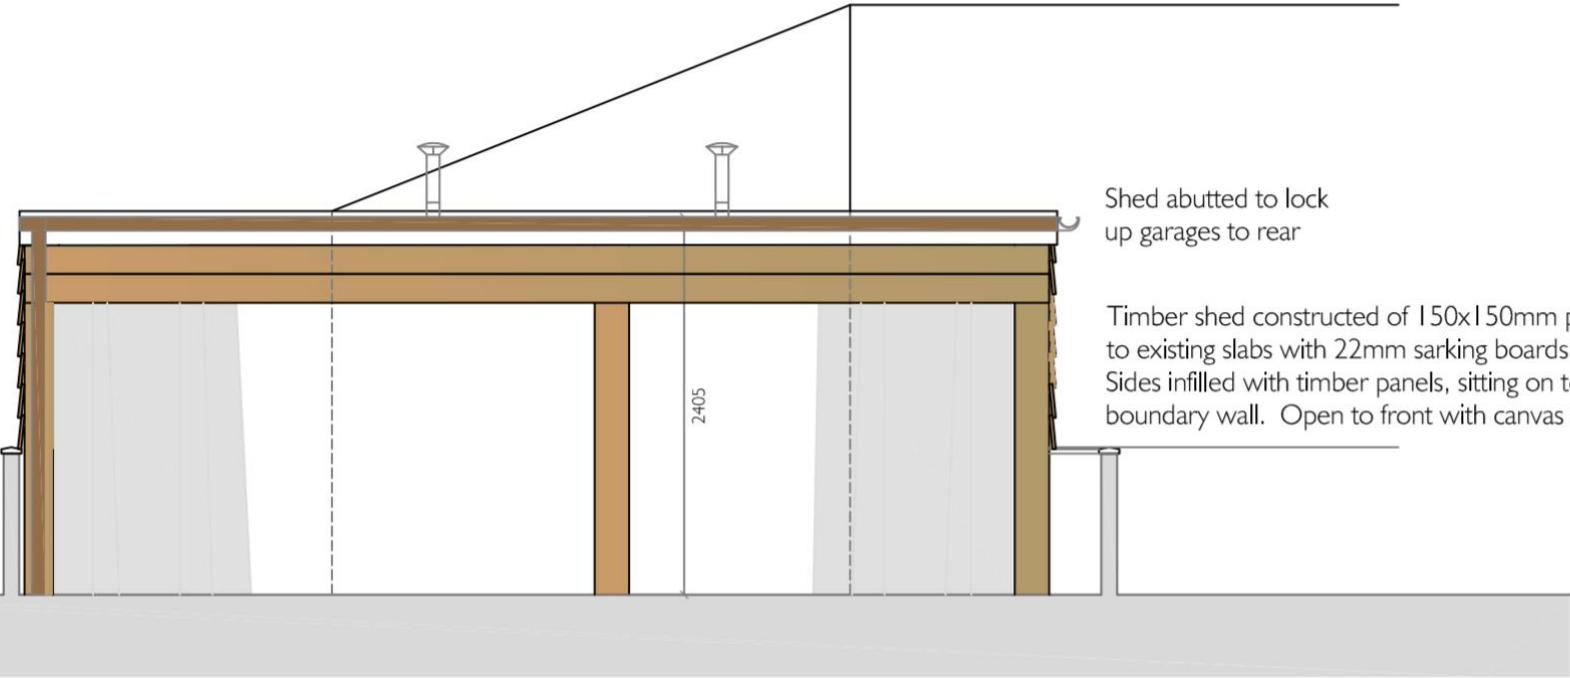 Shed abutted to lock
up garages to rear
Timber shed constructed of 150x150mm
to existing slabs with 22mm sarking boards
Sides infilled with timber panels, sitting on
boundary wall. Open to front with canvas
2405